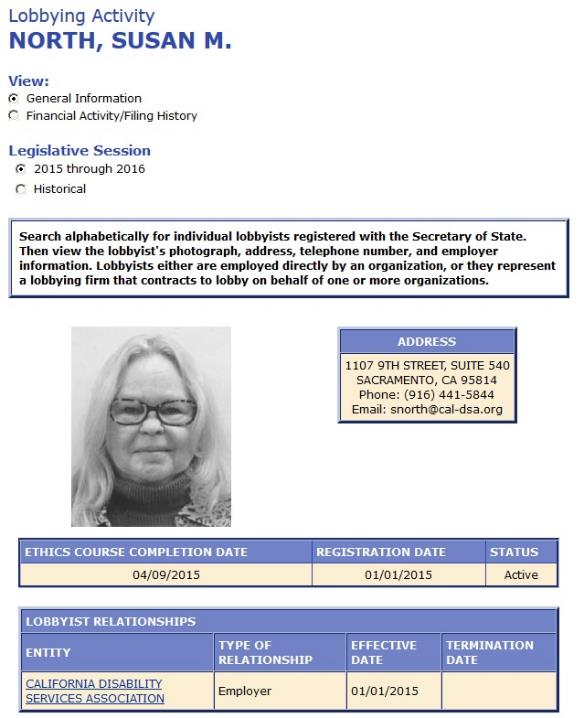 Lobbying Activity
NORTH, SUSAN M.
View:
General Information
Financial Activity/Filing History
Legislative Session
2015 through 2016
Historical
Search alphabetically for individual lobbyists registered with the Secretary of State.
Then view the lobbyist's photograph, address, telephone number, and employer
information. Lobbyists either are employed directly by an organization, or they represent
a lobbying firm that contracts to lobby on behalf of one or more organizations.
ADDRESS
1107 9TH STREET, SUITE 540
SACRAMENTO, CA 95814
Phone: (916) 441-5844
Email: snorth@cal-dsa.org
ETHICS COURSE COMPLETION DATE REGISTRATION DATE STATUS
04/09/2015 01/01/2015 Active
LOBBYIST RELATIONSHIPS
ENTITY TYPE OF RELATIONSHIP EFFECTIVE DATE TERMINATION DATE
CALIFORNIA DISABILITY
SERVICES ASSOCIATION Employer 01/01/2015